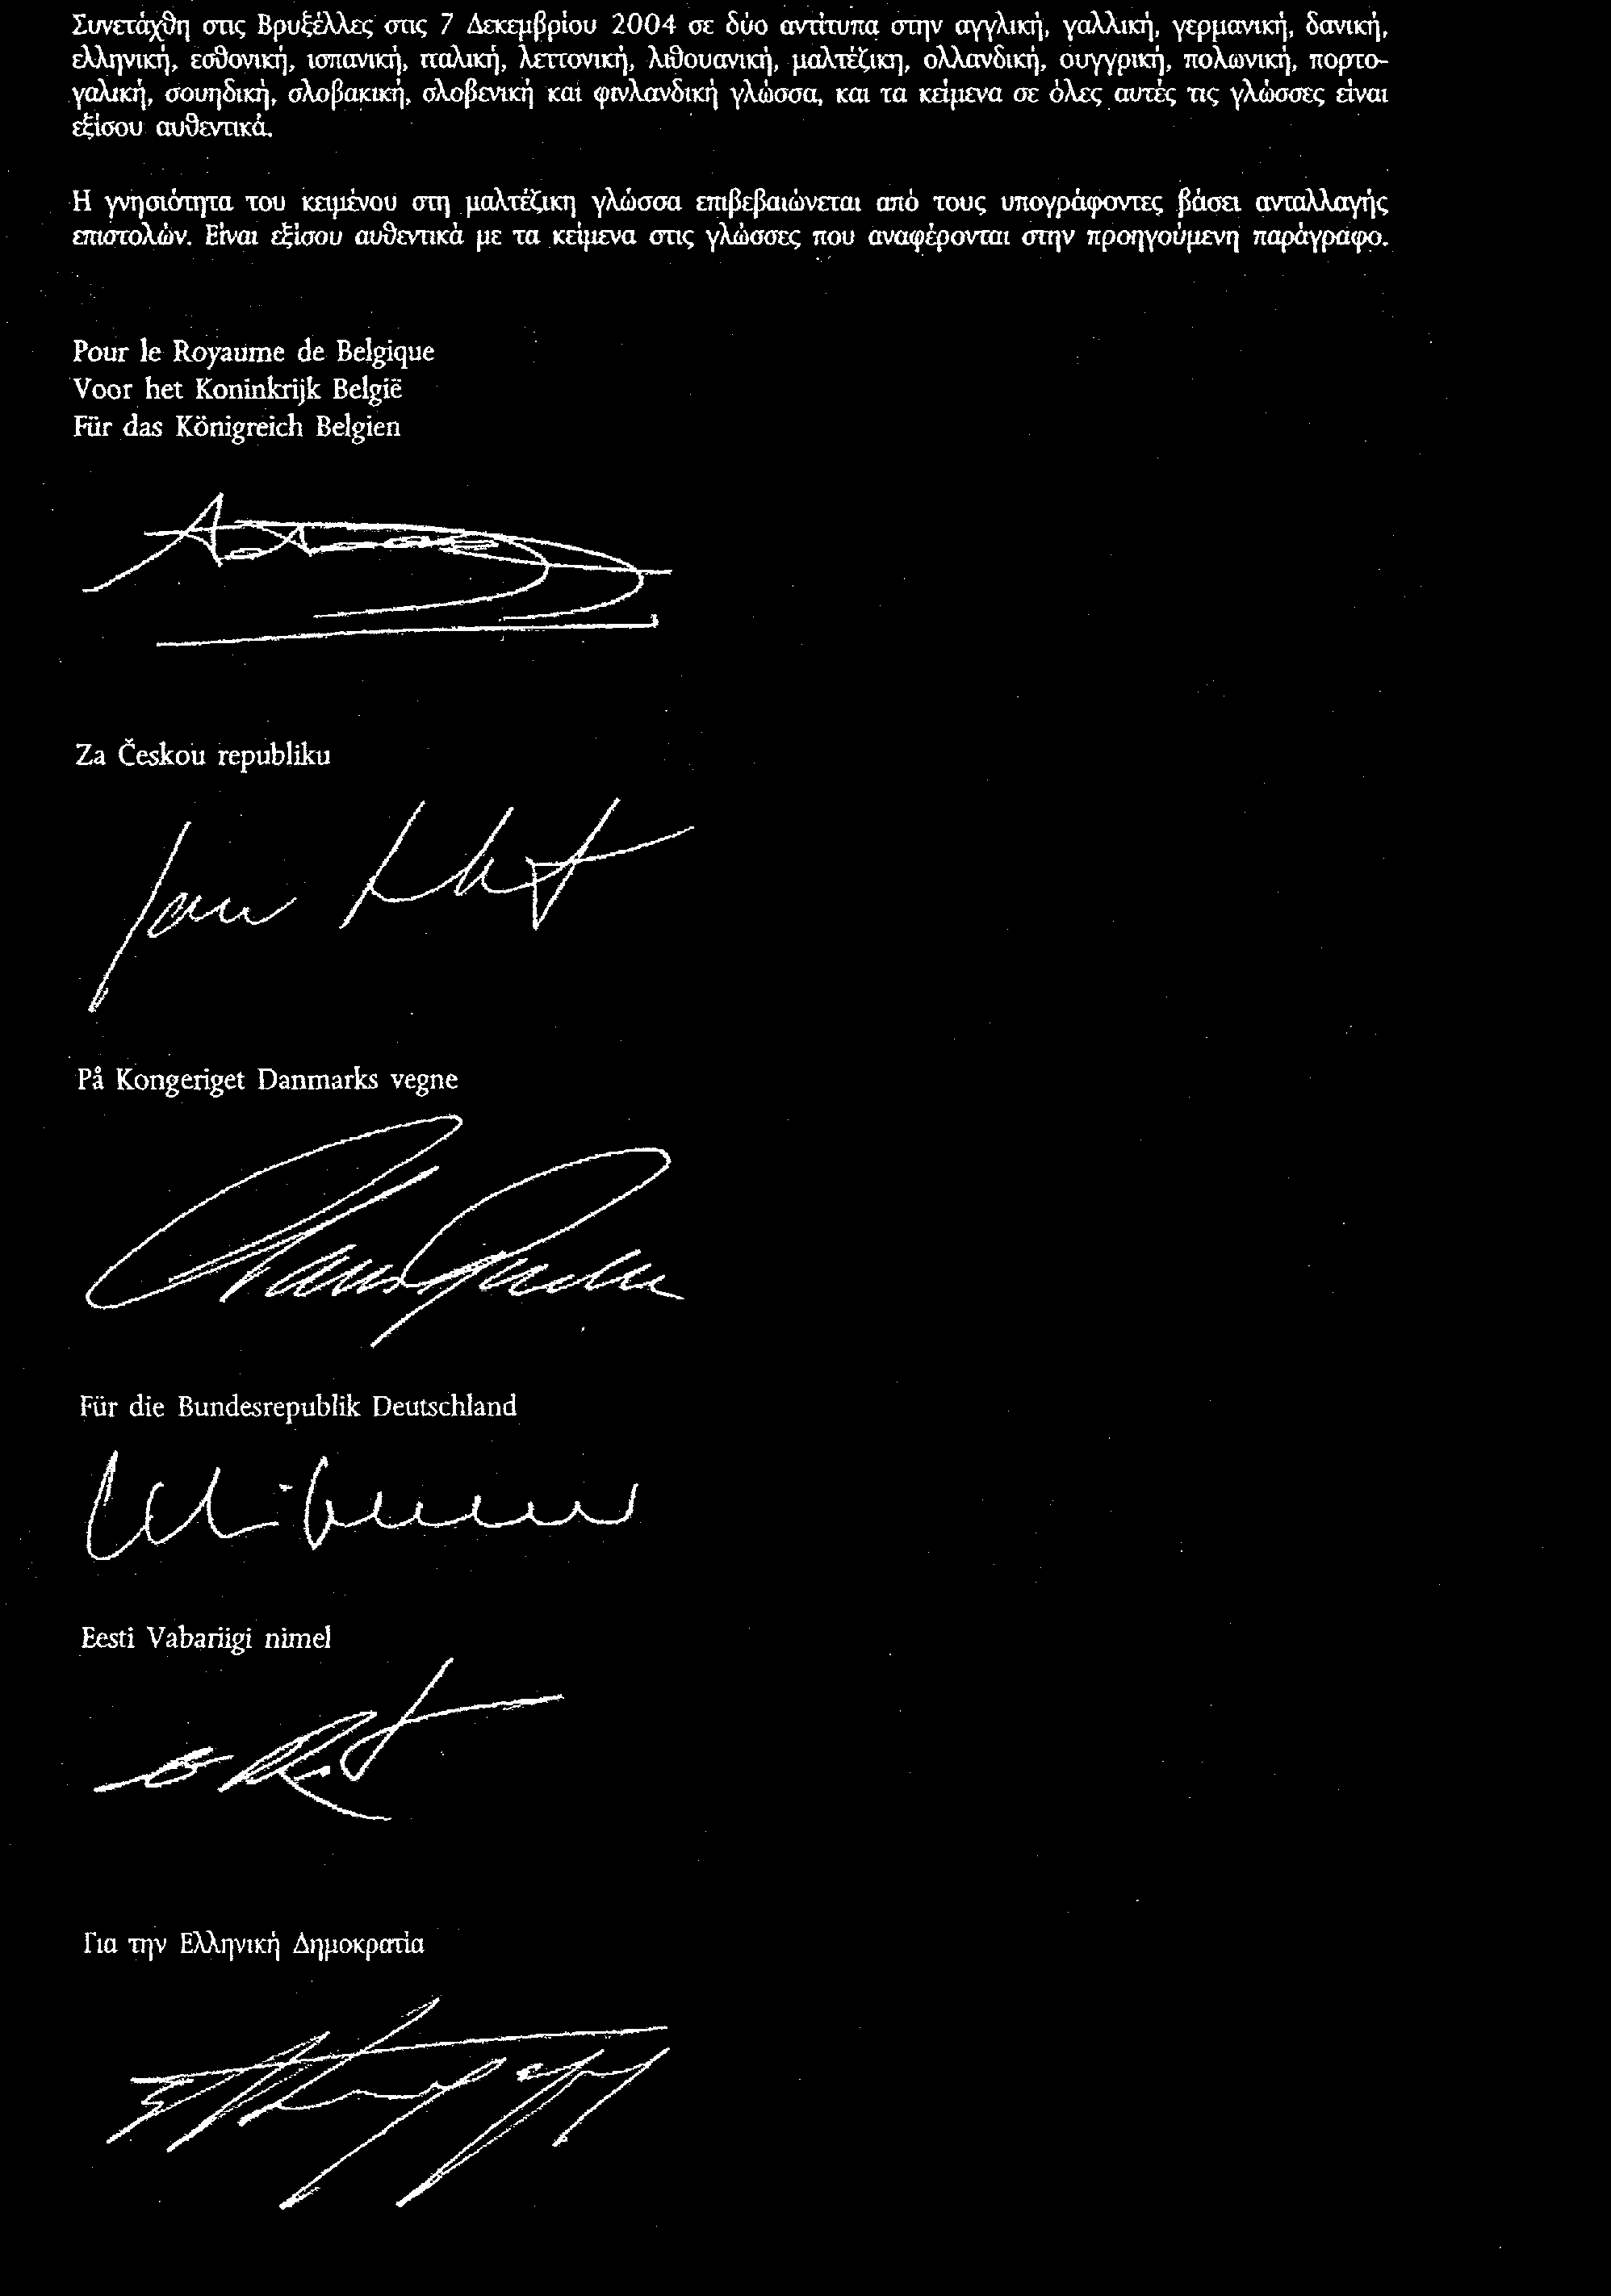 Συνετάχθη στις Βρυξέλλες στις 7 Δεκεμβρίου 2004 σε δύο αντίτυπα στην αγγλική, γαλλική, γερμανική, δανική,
ελληνική, εσθονική, ισπανική, ιταλική, λεττονική, λιθουανική, μαλτέζικη, ολλανδική, ουγγρική, πολωνική, πορτο-
γαλική, σουηδική, σλοβακική, σλοβενική και φινλανδική γλώσσα, και τα κείμενα σε όλες αυτές τις γλώσσες είναι
εξίσου αυθεντικά.
Η γνησιότητα του κειμένου στη μαλτέζικη γλώσσα επιβεβαιώνεται από τους υπογράφοντες βάσει ανταλλαγής
επιστολών. Είναι εξίσου αυθεντικά με τα κείμενα στις γλώσσες που αναφέρονται στην προηγούμενη παράγραφο.
Pour le Royaume de Belgique
Voor het Koninkrijk België
Für das Königreich Belgien
Za Českou republiku
På Kongeriget Danmarks vegne
Für die Bundesrepublik Deutschland
Eesti Vabariigi nimel
Για την Ελληνική Δημοκρατία